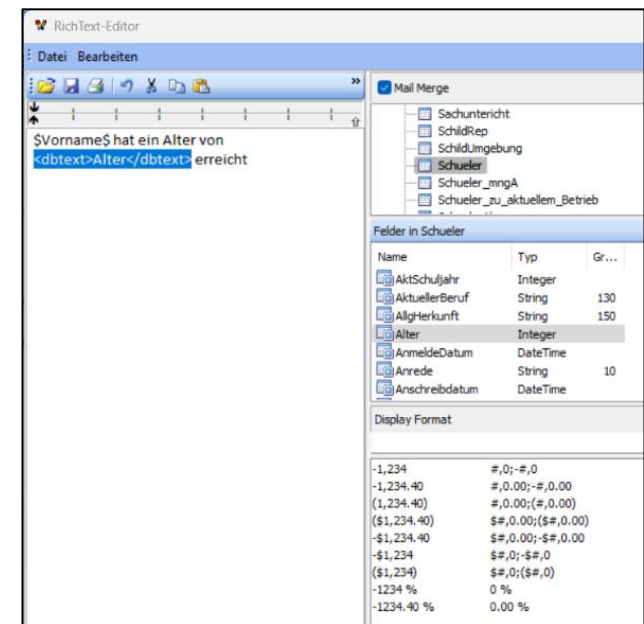 RichText-Editor
Datei Bearbeiten
»
$Vorname$ hat ein Alter von
<dbtext>Alter</dbtext> erreicht
Mail Merge
Sachuntericht
SchildRep
SchildUmgebung
Schueler
Schueler_mngA
Schueler_zu_aktuellem_Betrieb
Felder in Schueler
Name Typ Gr...
AktSchuljahr Integer
AktuellerBeruf String 130
AllgHerkunft String 150
Alter Integer
AnmeldeDatum DateTime
Anrede String 10
Anschreibdatum DateTime
Display Format
-1,234 #,0;-#,0
-1,234.40 #,0.00;-#,0.00
(1,234.40) #,0.00;(#,0.00)
($1,234.40) $#,0.00;($#,0.00)
-$1,234.40 $#,0.00;-$#,0.00
-$1,234 $#,0;-$#,0
($1,234) $#,0;($#,0)
-1234 % 0 %
-1234.40 % 0.00 %